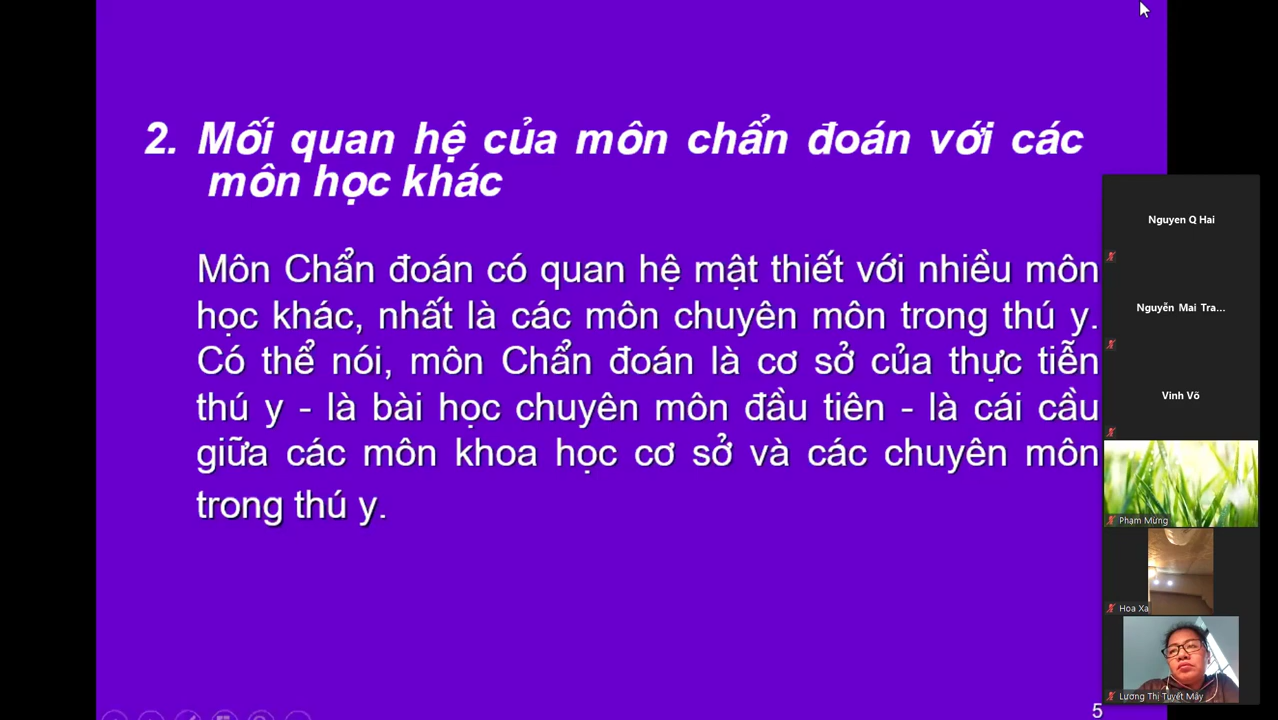 2. Mối quan hệ của môn chẩn đoán với các
môn học khác
Môn Chẩn đoán có quan hệ mật thiết với nhiều môn
học khác, nhất là các môn chuyên môn trong thú y.
Có thể nói, môn Chẩn đoán là cơ sở của thực tiễn
thú y - là bài học chuyên môn đầu tiên - là cái cầu
giữa các môn khoa học cơ sở và các chuyên môn
trong thú y.
5
Nguyen Q Hai
Nguyễn Mai Tra...
Vinh Võ
Phạm Mừng
Hoa Xa
Lương Thị Tuyết Mây